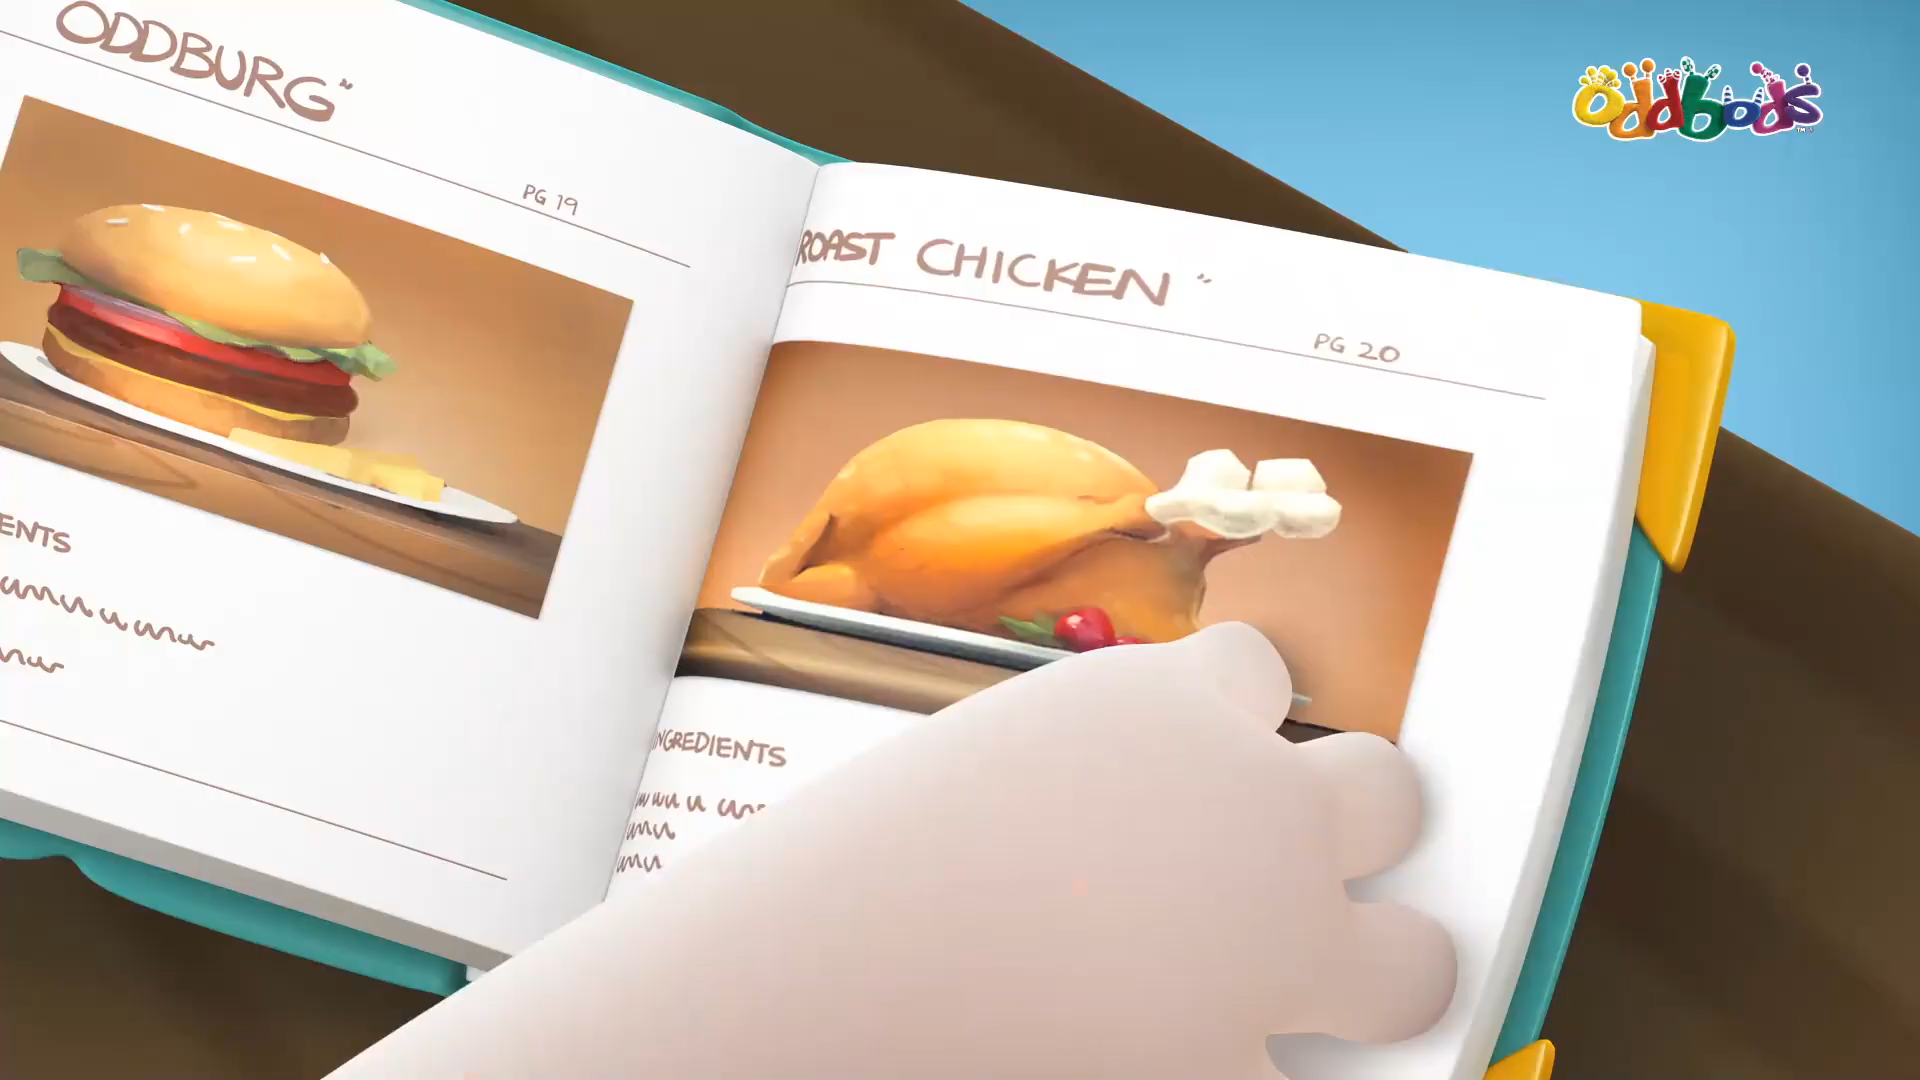 ODDBURG"
PG 19
ENTS
ROAST CHICKEN "
PG 20
INGREDIENTS
oddbods